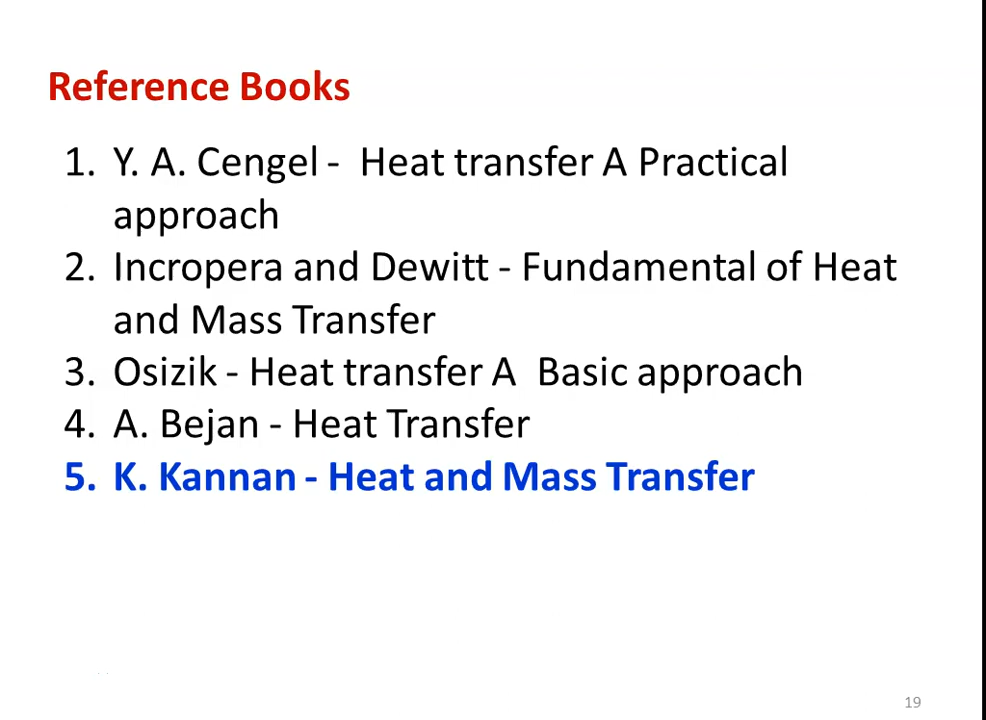 Reference Books
1. Y. A. Cengel - Heat transfer A Practical
approach
2. Incropera and Dewitt - Fundamental of Heat
and Mass Transfer
3. Osizik - Heat transfer A Basic approach
4. A. Bejan - Heat Transfer
5. K. Kannan - Heat and Mass Transfer
19